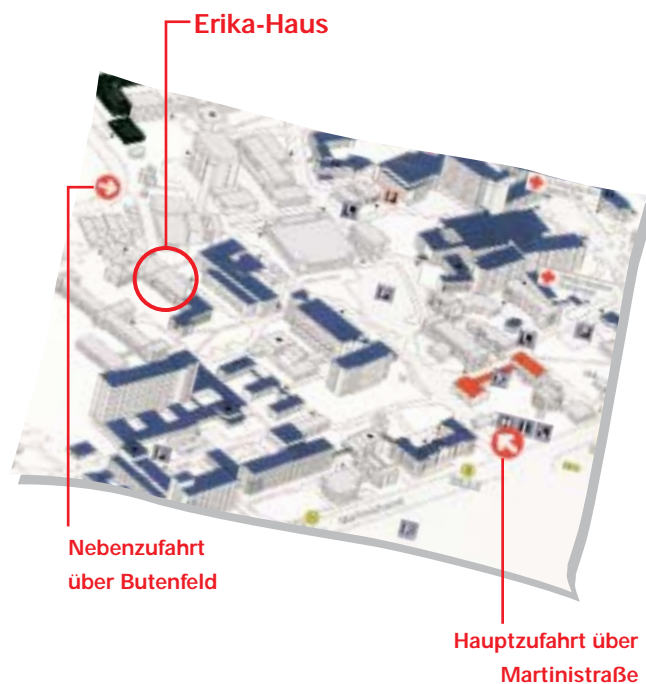 Erika-Haus
Nebenzufahrt
über Butenfeld
Hauptzufahrt über
Martinistraße